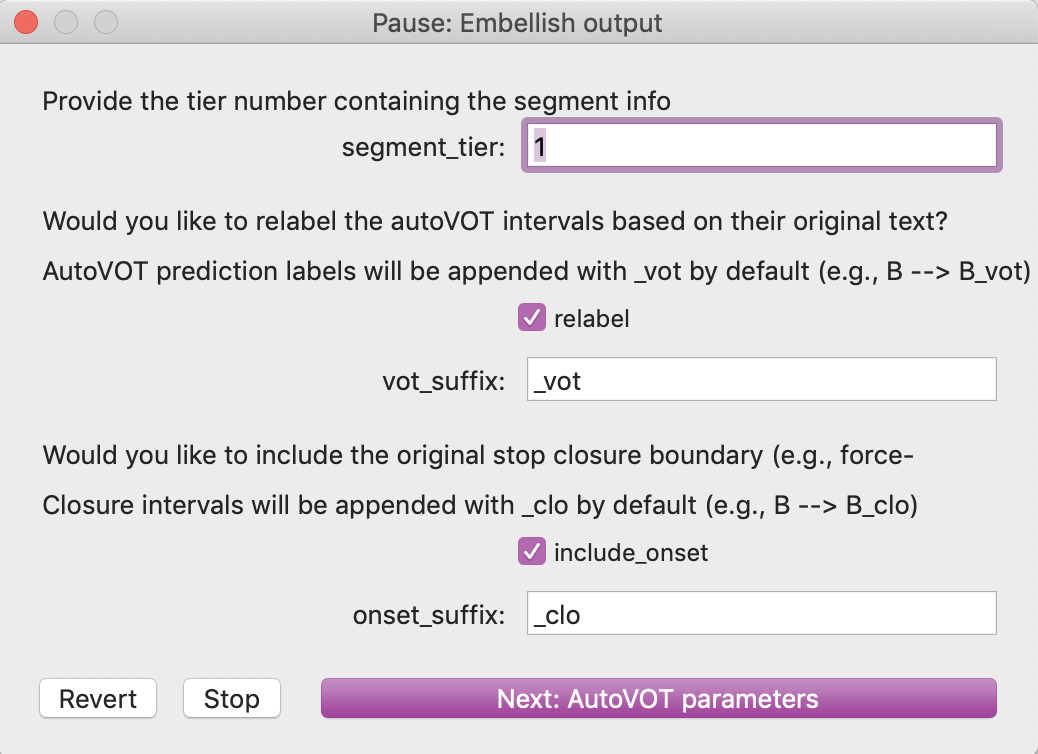 Pause: Embellish output
Provide the tier number containing the segment info
segment_tier: 1
Would you like to relabel the autoVOT intervals based on their original text?
AutoVOT prediction labels will be appended with _vot by default (e.g., B --> B_vot)
relabel
vot_suffix: _vot
Would you like to include the original stop closure boundary (e.g., force-
Closure intervals will be appended with _clo by default (e.g., B --> B_clo)
include_onset
onset_suffix: _clo
Revert Stop Next: AutoVOT parameters